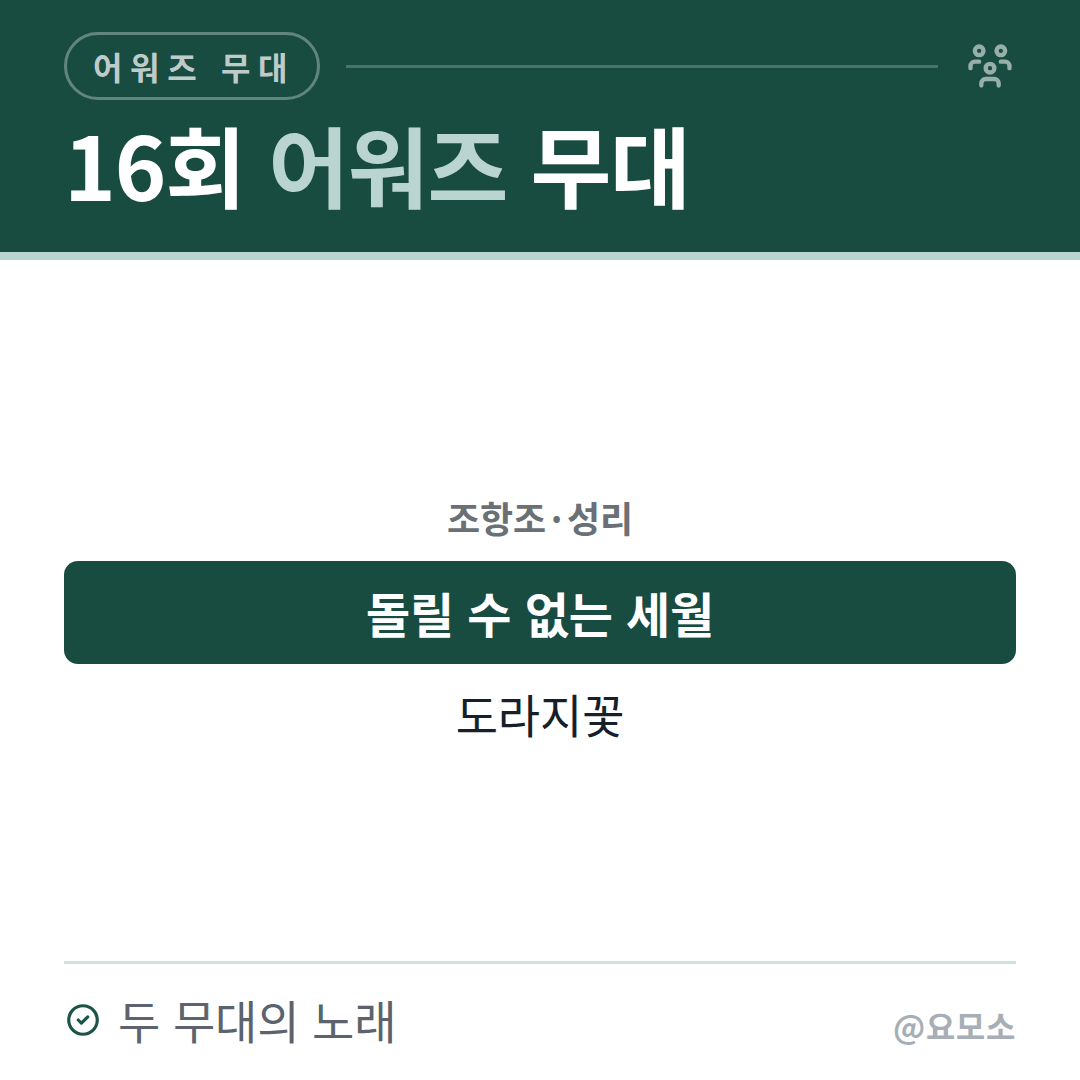 어워즈 무대
16회 어워즈 무대
조항조·성리
돌릴 수 없는 세월
도라지꽃
두 무대의 노래
@요모소